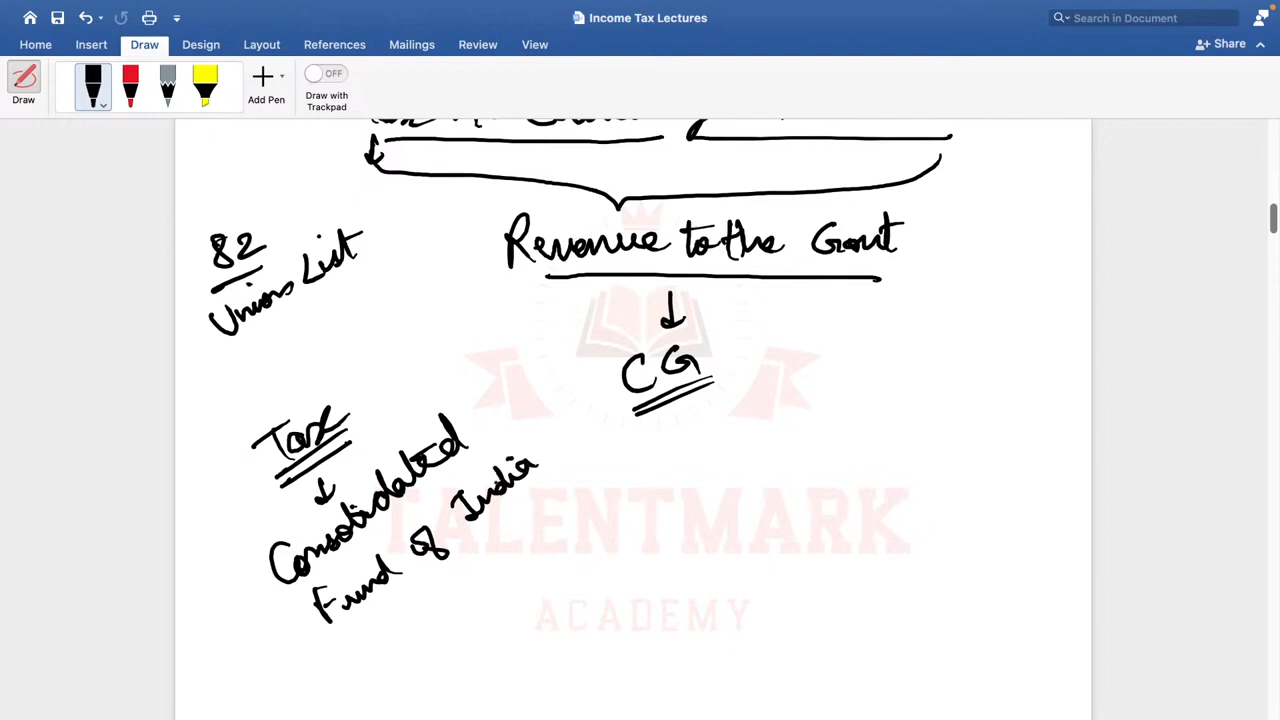 Income Tax Lectures
Search in Document
Home Insert Draw Design Layout References Mailings Review View
Share
OFF
Draw
Add Pen
Draw with
Trackpad
Revenue to the Govt
82
Union List
CG
Tax
Consolidated
Fund of India
TALENTMARK
ACADEMY